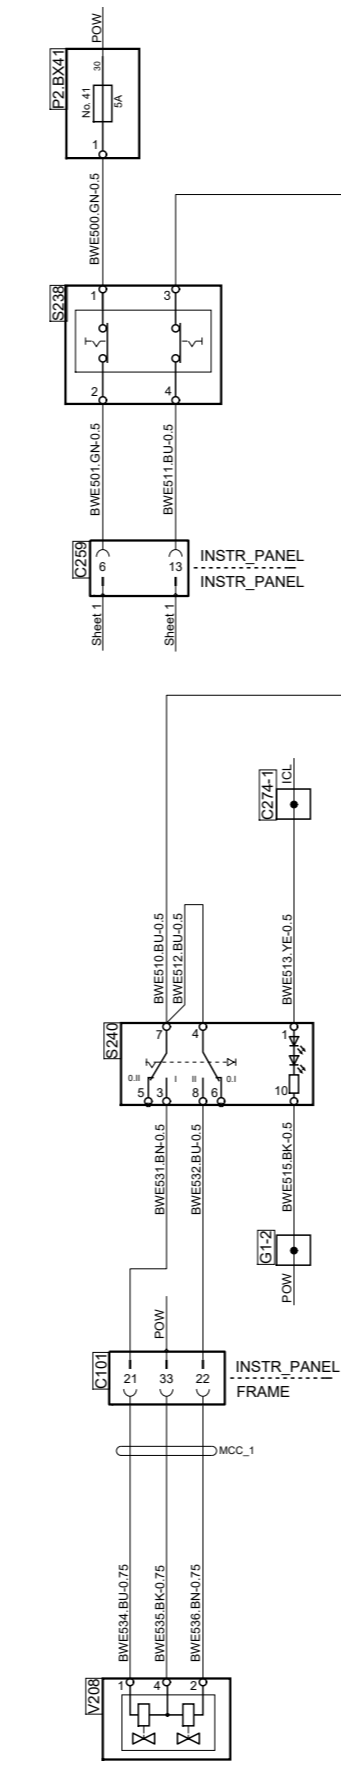 POW
P2.BX41
30
No. 41
5A
1
BWE500.GN-0.5
S238
1
3
2
4
BWE501.GN-0.5
BWE511.BU-0.5
C259
6
13
INSTR_PANEL
INSTR_PANEL
Sheet 1
Sheet 1
C274-1
ICL
BWE510.BU-0.5
BWE512.BU-0.5
BWE513.YE-0.5
S240
7
4
1
0.II
I
II
0.I
5
3
8
6
10
BWE531.BN-0.5
BWE532.BU-0.5
BWE515.BK-0.5
G1-2
POW
POW
C101
21
33
22
INSTR_PANEL
FRAME
MCC_1
BWE534.BU-0.75
BWE535.BK-0.75
BWE536.BN-0.75
V208
1
4
2